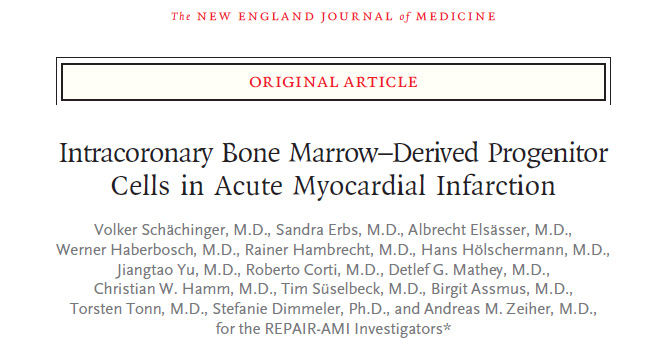 The NEW ENGLAND JOURNAL of MEDICINE
ORIGINAL ARTICLE
Intracoronary Bone Marrow–Derived Progenitor
Cells in Acute Myocardial Infarction
Volker Schächinger, M.D., Sandra Erbs, M.D., Albrecht Elsässer, M.D.,
Werner Haberbosch, M.D., Rainer Hambrecht, M.D., Hans Hölschermann, M.D.,
Jiangtao Yu, M.D., Roberto Corti, M.D., Detlef G. Mathey, M.D.,
Christian W. Hamm, M.D., Tim Süselbeck, M.D., Birgit Assmus, M.D.,
Torsten Tonn, M.D., Stefanie Dimmeler, Ph.D., and Andreas M. Zeiher, M.D.,
for the REPAIR-AMI Investigators*